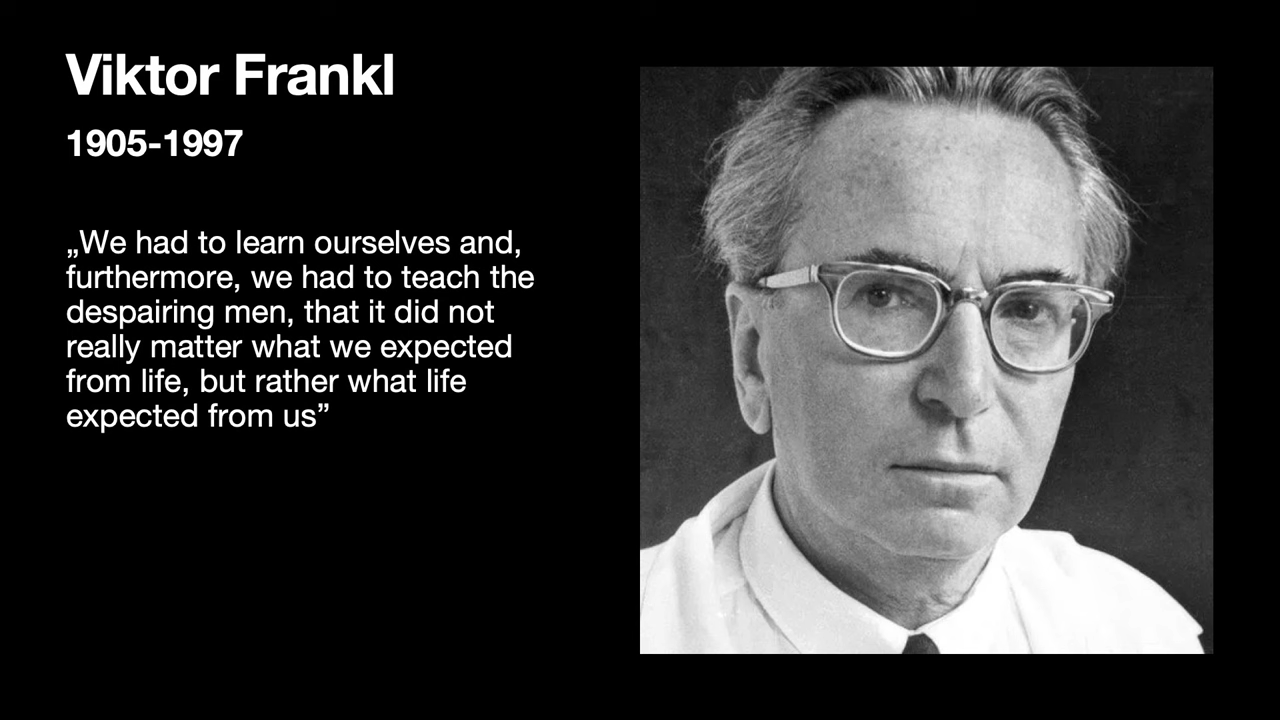 Viktor Frankl
1905-1997
„We had to learn ourselves and,
furthermore, we had to teach the
despairing men, that it did not
really matter what we expected
from life, but rather what life
expected from us”